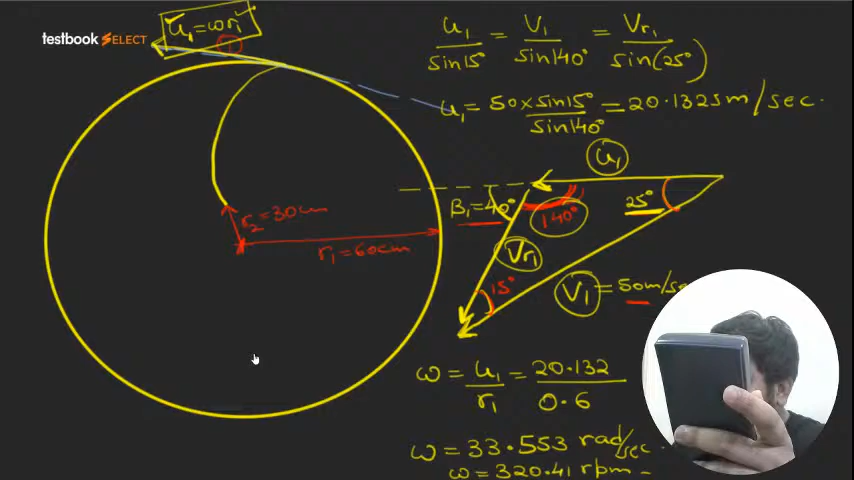 testbook SELECT
u₁=ωr₁
u₁/sin15° = V₁/sin140° = Vr₁/sin(25°)
u₁ = 50×sin15°/sin140° = 20.132m/sec.
u₁
β₁=40°
140°
25°
r₂=30cm
r₁=60cm
Vr₁
15°
V₁ = 50m/se
ω = u₁/r₁ = 20.132/0.6
ω = 33.553 rad/sec.
ω = 320.41 rpm